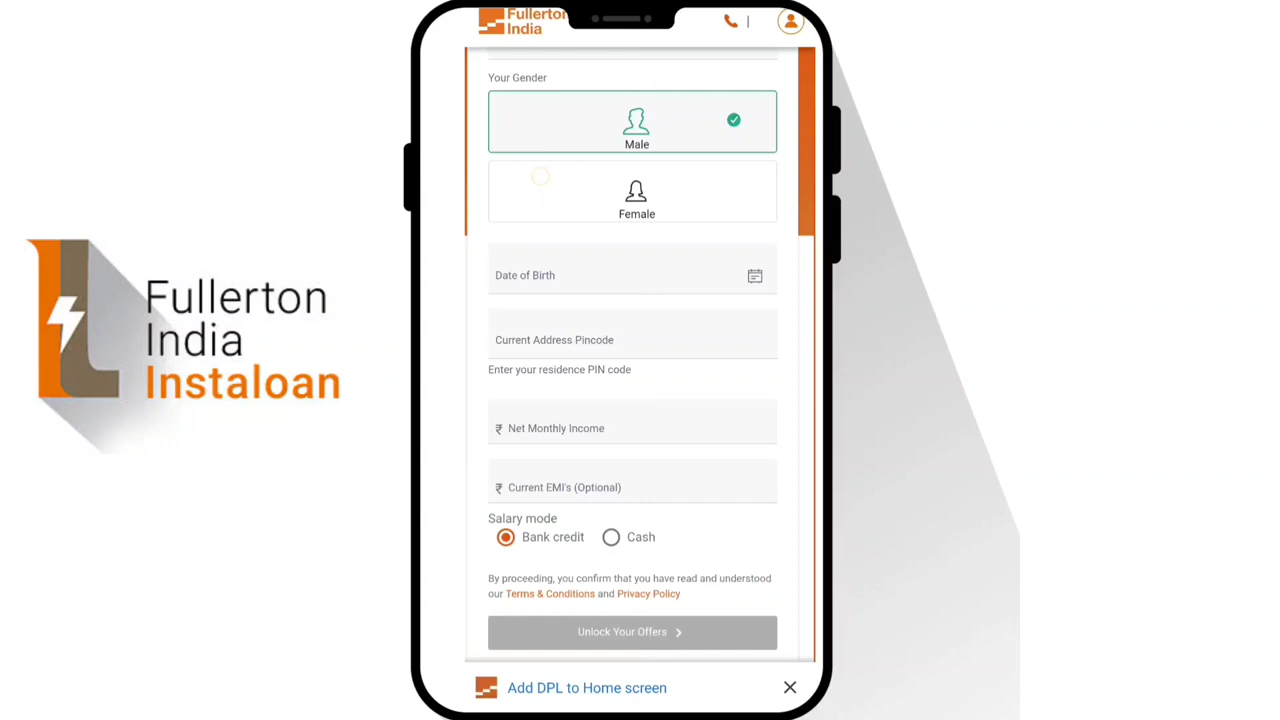 Fullerton
India
Your Gender
Male
Female
Date of Birth
Current Address Pincode
Enter your residence PIN code
₹ Net Monthly Income
₹ Current EMI's (Optional)
Salary mode
Bank credit Cash
By proceeding, you confirm that you have read and understood
our Terms & Conditions and Privacy Policy
Unlock Your Offers
Add DPL to Home screen
Fullerton
India
Instaloan